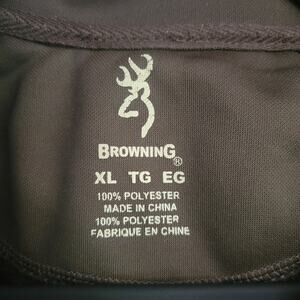 BROWNING®
XL TG EG
100% POLYESTER
MADE IN CHINA
100% POLYESTER
FABRIQUE EN CHINE